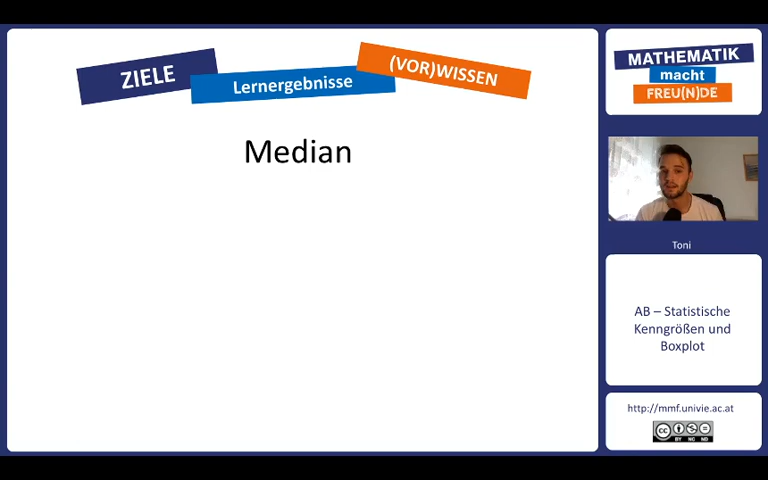 ZIELE
Lernergebnisse
(VOR)WISSEN
Median
MATHEMATIK
macht
FREU(N)DE
Toni
AB – Statistische
Kenngrößen und
Boxplot
http://mmf.univie.ac.at
cc
BY NC ND